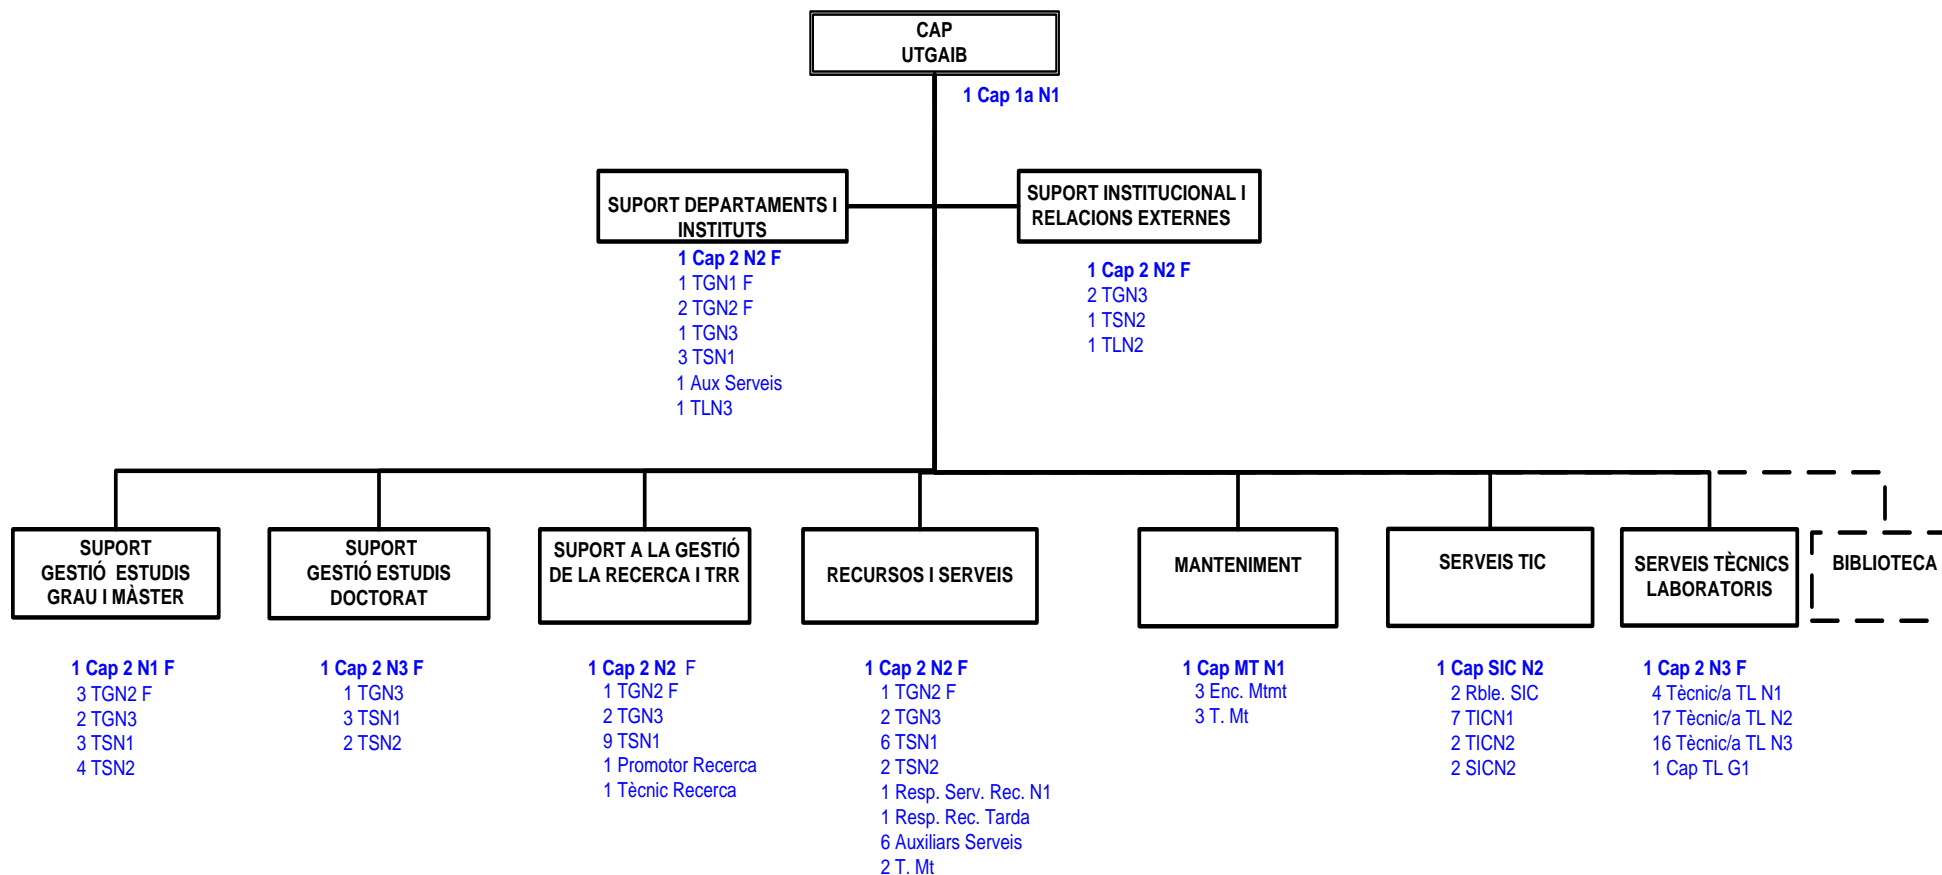 CAP
UTGAIB
1 Cap 1a N1
SUPORT DEPARTAMENTS I
INSTITUTS
1 Cap 2 N2 F
1 TGN1 F
2 TGN2 F
1 TGN3
3 TSN1
1 Aux Serveis
1 TLN3
SUPORT INSTITUCIONAL I
RELACIONS EXTERNES
1 Cap 2 N2 F
2 TGN3
1 TSN2
1 TLN2
SUPORT
GESTIÓ ESTUDIS
GRAU I MÀSTER
1 Cap 2 N1 F
3 TGN2 F
2 TGN3
3 TSN1
4 TSN2
SUPORT
GESTIÓ ESTUDIS
DOCTORAT
1 Cap 2 N3 F
1 TGN3
3 TSN1
2 TSN2
SUPORT A LA GESTIÓ
DE LA RECERCA I TRR
1 Cap 2 N2 F
1 TGN2 F
2 TGN3
9 TSN1
1 Promotor Recerca
1 Tècnic Recerca
RECURSOS I SERVEIS
1 Cap 2 N2 F
1 TGN2 F
2 TGN3
6 TSN1
2 TSN2
1 Resp. Serv. Rec. N1
1 Resp. Rec. Tarda
6 Auxiliars Serveis
2 T. Mt
MANTENIMENT
1 Cap MT N1
3 Enc. Mtmt
3 T. Mt
SERVEIS TIC
1 Cap SIC N2
2 Rble. SIC
7 TICN1
2 TICN2
2 SICN2
SERVEIS TÈCNICS
LABORATORIS
1 Cap 2 N3 F
4 Tècnic/a TL N1
17 Tècnic/a TL N2
16 Tècnic/a TL N3
1 Cap TL G1
BIBLIOTECA